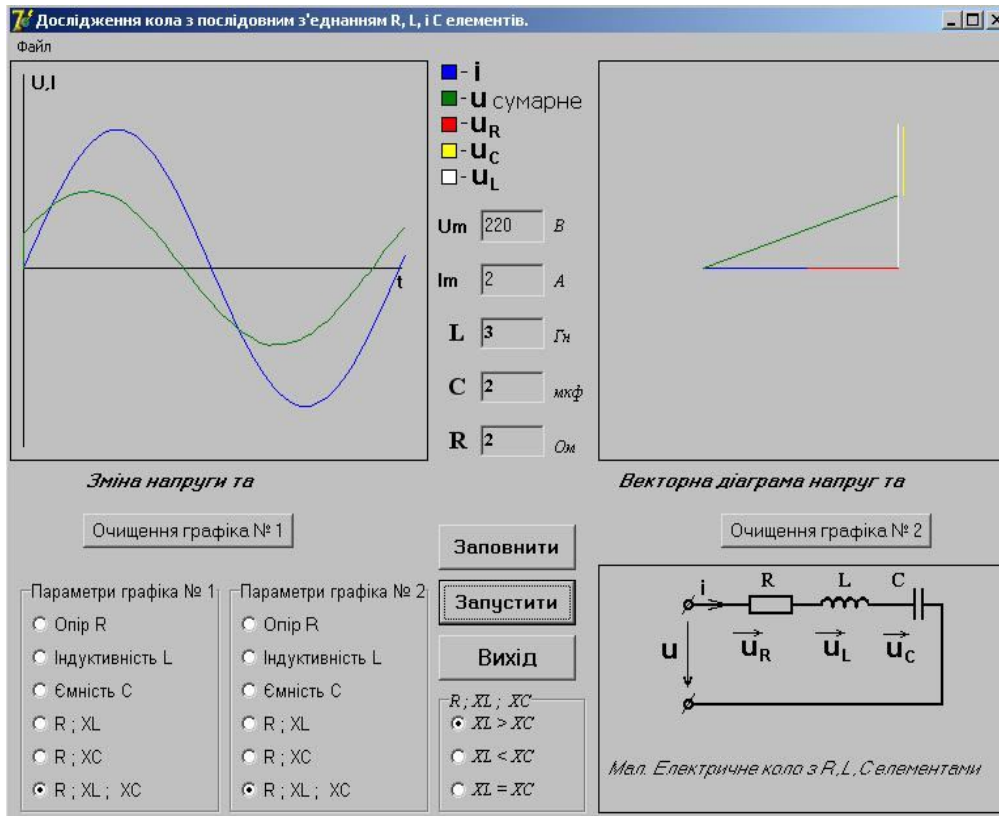 Дослідження кола з послідовним з'єднанням R, L, і C елементів.
Файл
U,I
t
- i
- u сумарне
- uR
- uC
- uL
Um 220 В
Im 2 А
L 3 Гн
C 2 мкф
R 2 Ом
Зміна напруги та
Векторна діаграма напруг та
Очищення графіка № 1
Очищення графіка № 2
Заповнити
Запустити
Вихід
Параметри графіка № 1
Опір R
Індуктивність L
Ємність C
R ; XL
R ; XC
R ; XL ; XC
Параметри графіка № 2
Опір R
Індуктивність L
Ємність C
R ; XL
R ; XC
R ; XL ; XC
R ; XL ; XC
XL > XC
XL < XC
XL = XC
i R L C
u uR uL uC
Мал. Електричне коло з R,L,C елементами